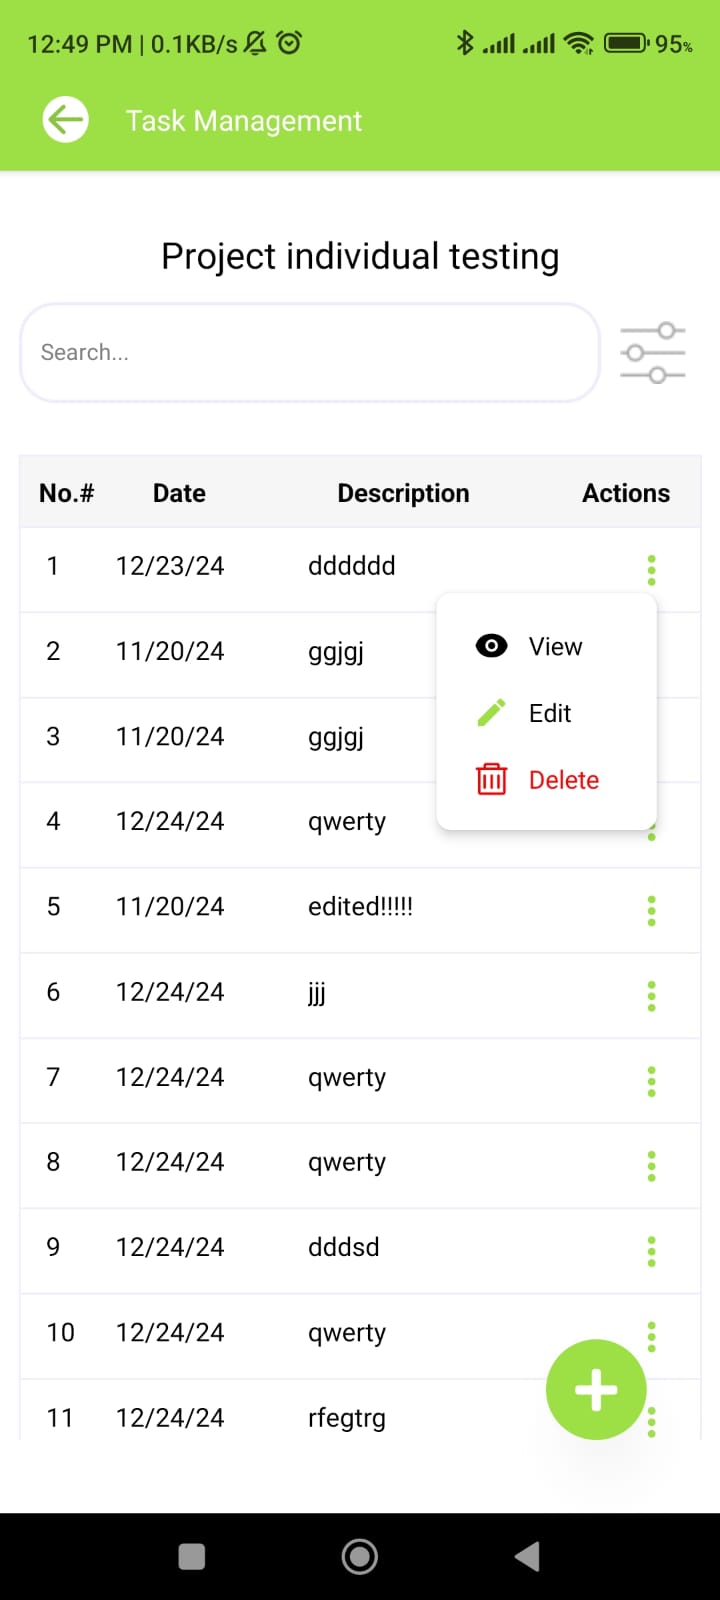 12:49 PM | 0.1KB/s 95%
Task Management
Project individual testing
Search...
No.# Date Description Actions
1 12/23/24 dddddd
2 11/20/24 ggjgj
View
Edit
Delete
3 11/20/24 ggjgj
4 12/24/24 qwerty
5 11/20/24 edited!!!!!
6 12/24/24 jjj
7 12/24/24 qwerty
8 12/24/24 qwerty
9 12/24/24 dddsd
10 12/24/24 qwerty
11 12/24/24 rfegtrg